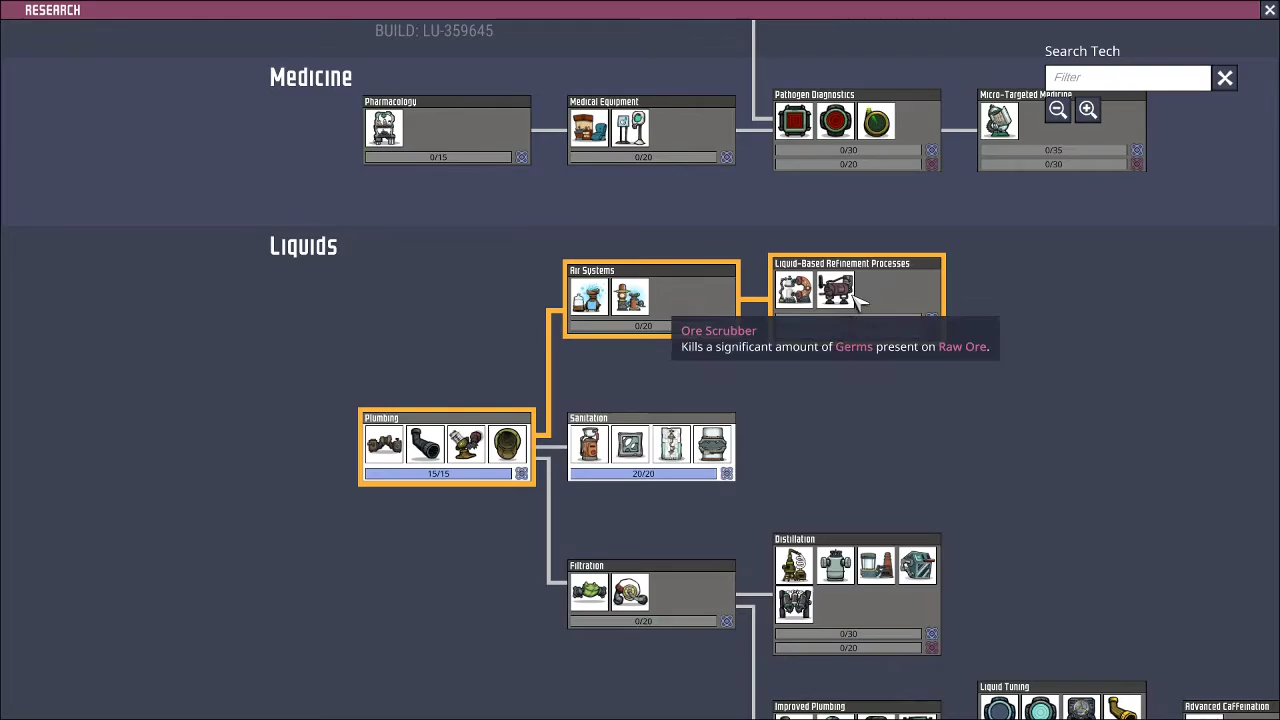 RESEARCH
BUILD: LU-359645
Search Tech
Filter
Medicine
Pharmacology
0/15
Medical Equipment
0/20
Pathogen Diagnostics
0/30
0/20
Micro-Targeted Medicine
0/35
0/30
Liquids
Air Systems
0/20
Liquid-Based Refinement Processes
Ore Scrubber
Kills a significant amount of Germs present on Raw Ore.
Plumbing
15/15
Sanitation
20/20
Filtration
0/20
Distillation
0/30
0/20
Improved Plumbing
Liquid Tuning
Advanced Caffeination